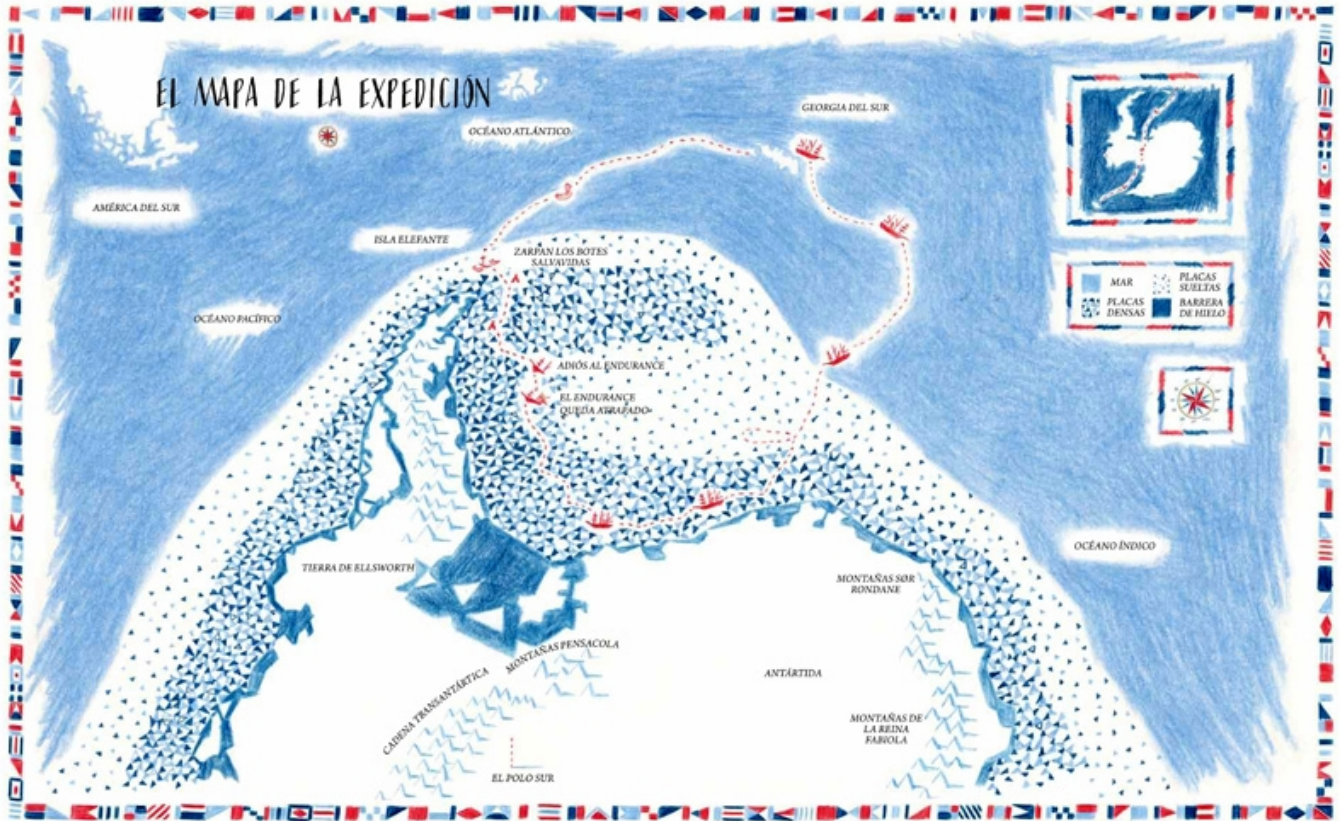 EL MAPA DE LA EXPEDICIÓN
GEORGIA DEL SUR
OCÉANO ATLÁNTICO
AMÉRICA DEL SUR
ISLA ELEFANTE
ZARPAN LOS BOTES
SALVAVIDAS
MAR
PLACAS
SUELTAS
PLACAS
DENSAS
BARRERA
DE HIELO
OCÉANO PACÍFICO
ADIÓS AL ENDURANCE
EL ENDURANCE
QUEDA ATRAPADO
OCÉANO ÍNDICO
TIERRA DE ELLSWORTH
MONTAÑAS SØR
RONDANE
MONTAÑAS PENSACOLA
CADENA TRANSANTÁRTICA
ANTÁRTIDA
MONTAÑAS DE
LA REINA
FABIOLA
EL POLO SUR